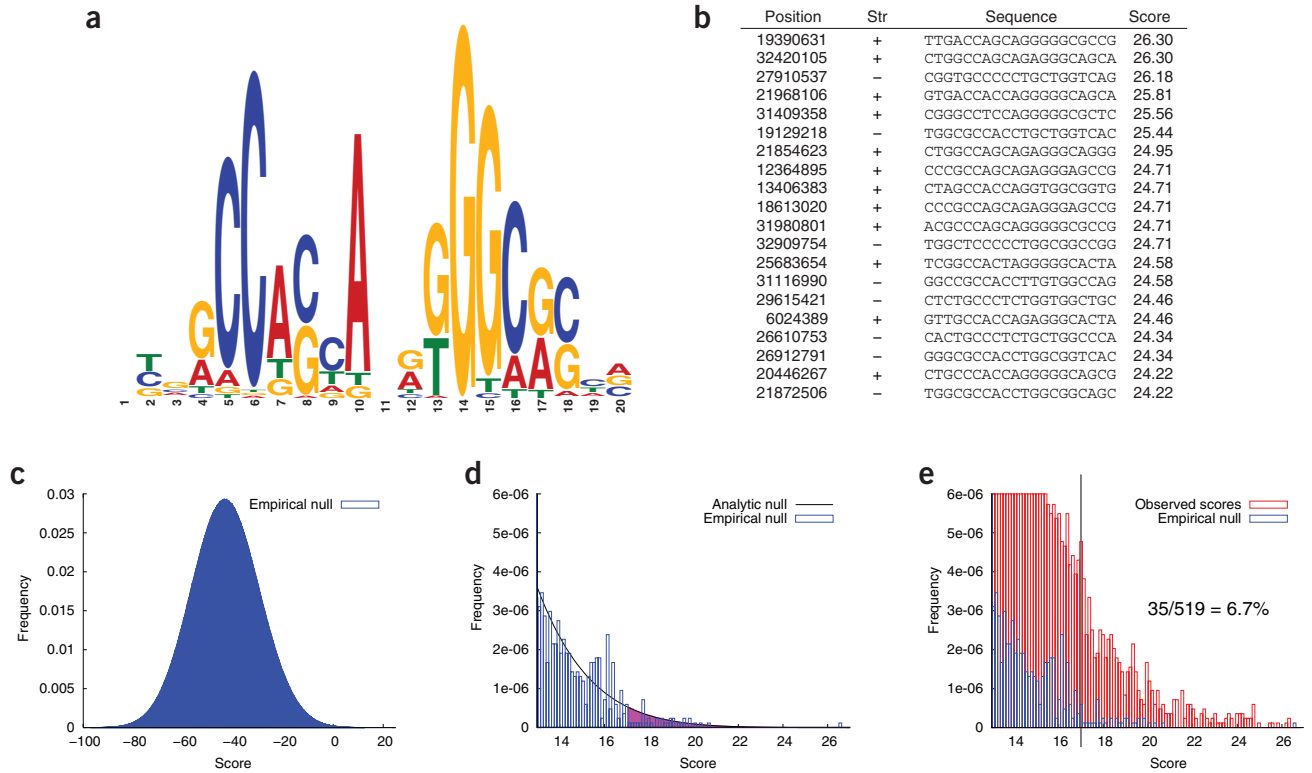 a
T C G
G A
G A T C
C A T
C
A T G
C G A
C T A G
A T G
G A T C
G T A
G
G T C
C A T
G A T
C G A
C T A
A G C
1 2 3 4 5 6 7 8 9 10 11 12 13 14 15 16 17 18 19 20
b
Position Str Sequence Score
19390631 + TTGACCAGCAGGGGGCGCCG 26.30
32420105 + CTGGCCAGCAGAGGGCAGCA 26.30
27910537 – CGGTGCCCCCTGCTGGTCAG 26.18
21968106 + GTGACCACCAGGGGGCAGCA 25.81
31409358 + CGGGCCTCCAGGGGGCGCTC 25.56
19129218 – TGGCGCCACCTGCTGGTCAC 25.44
21854623 + CTGGCCAGCAGAGGGCAGGG 24.95
12364895 + CCCGCCAGCAGAGGGAGCCG 24.71
13406383 + CTAGCCACCAGGTGGCGGTG 24.71
18613020 + CCCGCCAGCAGAGGGAGCCG 24.71
31980801 + ACGCCCAGCAGGGGGCGCCG 24.71
32909754 – TGGCTCCCCCTGGCGGCCGG 24.71
25683654 + TCGGCCACTAGGGGGCACTA 24.58
31116990 – GGCCGCCACCTTGTGGCCAG 24.58
29615421 – CTCTGCCCTCTGGTGGCTGC 24.46
6024389 + GTTGCCACCAGAGGGCACTA 24.46
26610753 – CACTGCCCTCTGCTGGCCCA 24.34
26912791 – GGGCGCCACCTGGCGGTCAC 24.34
20446267 + CTGCCCACCAGGGGGCAGCG 24.22
21872506 – TGGCGCCACCTGGCGGCAGC 24.22
c
Empirical null
Frequency
0.03
0.025
0.02
0.015
0.01
0.005
0
–100 –80 –60 –40 –20 0 20
Score
d
Analytic null
Empirical null
Frequency
6e-06
5e-06
4e-06
3e-06
2e-06
1e-06
0
14 16 18 20 22 24 26
Score
e
Observed scores
Empirical null
35/519 = 6.7%
Frequency
6e-06
5e-06
4e-06
3e-06
2e-06
1e-06
0
14 16 18 20 22 24 26
Score